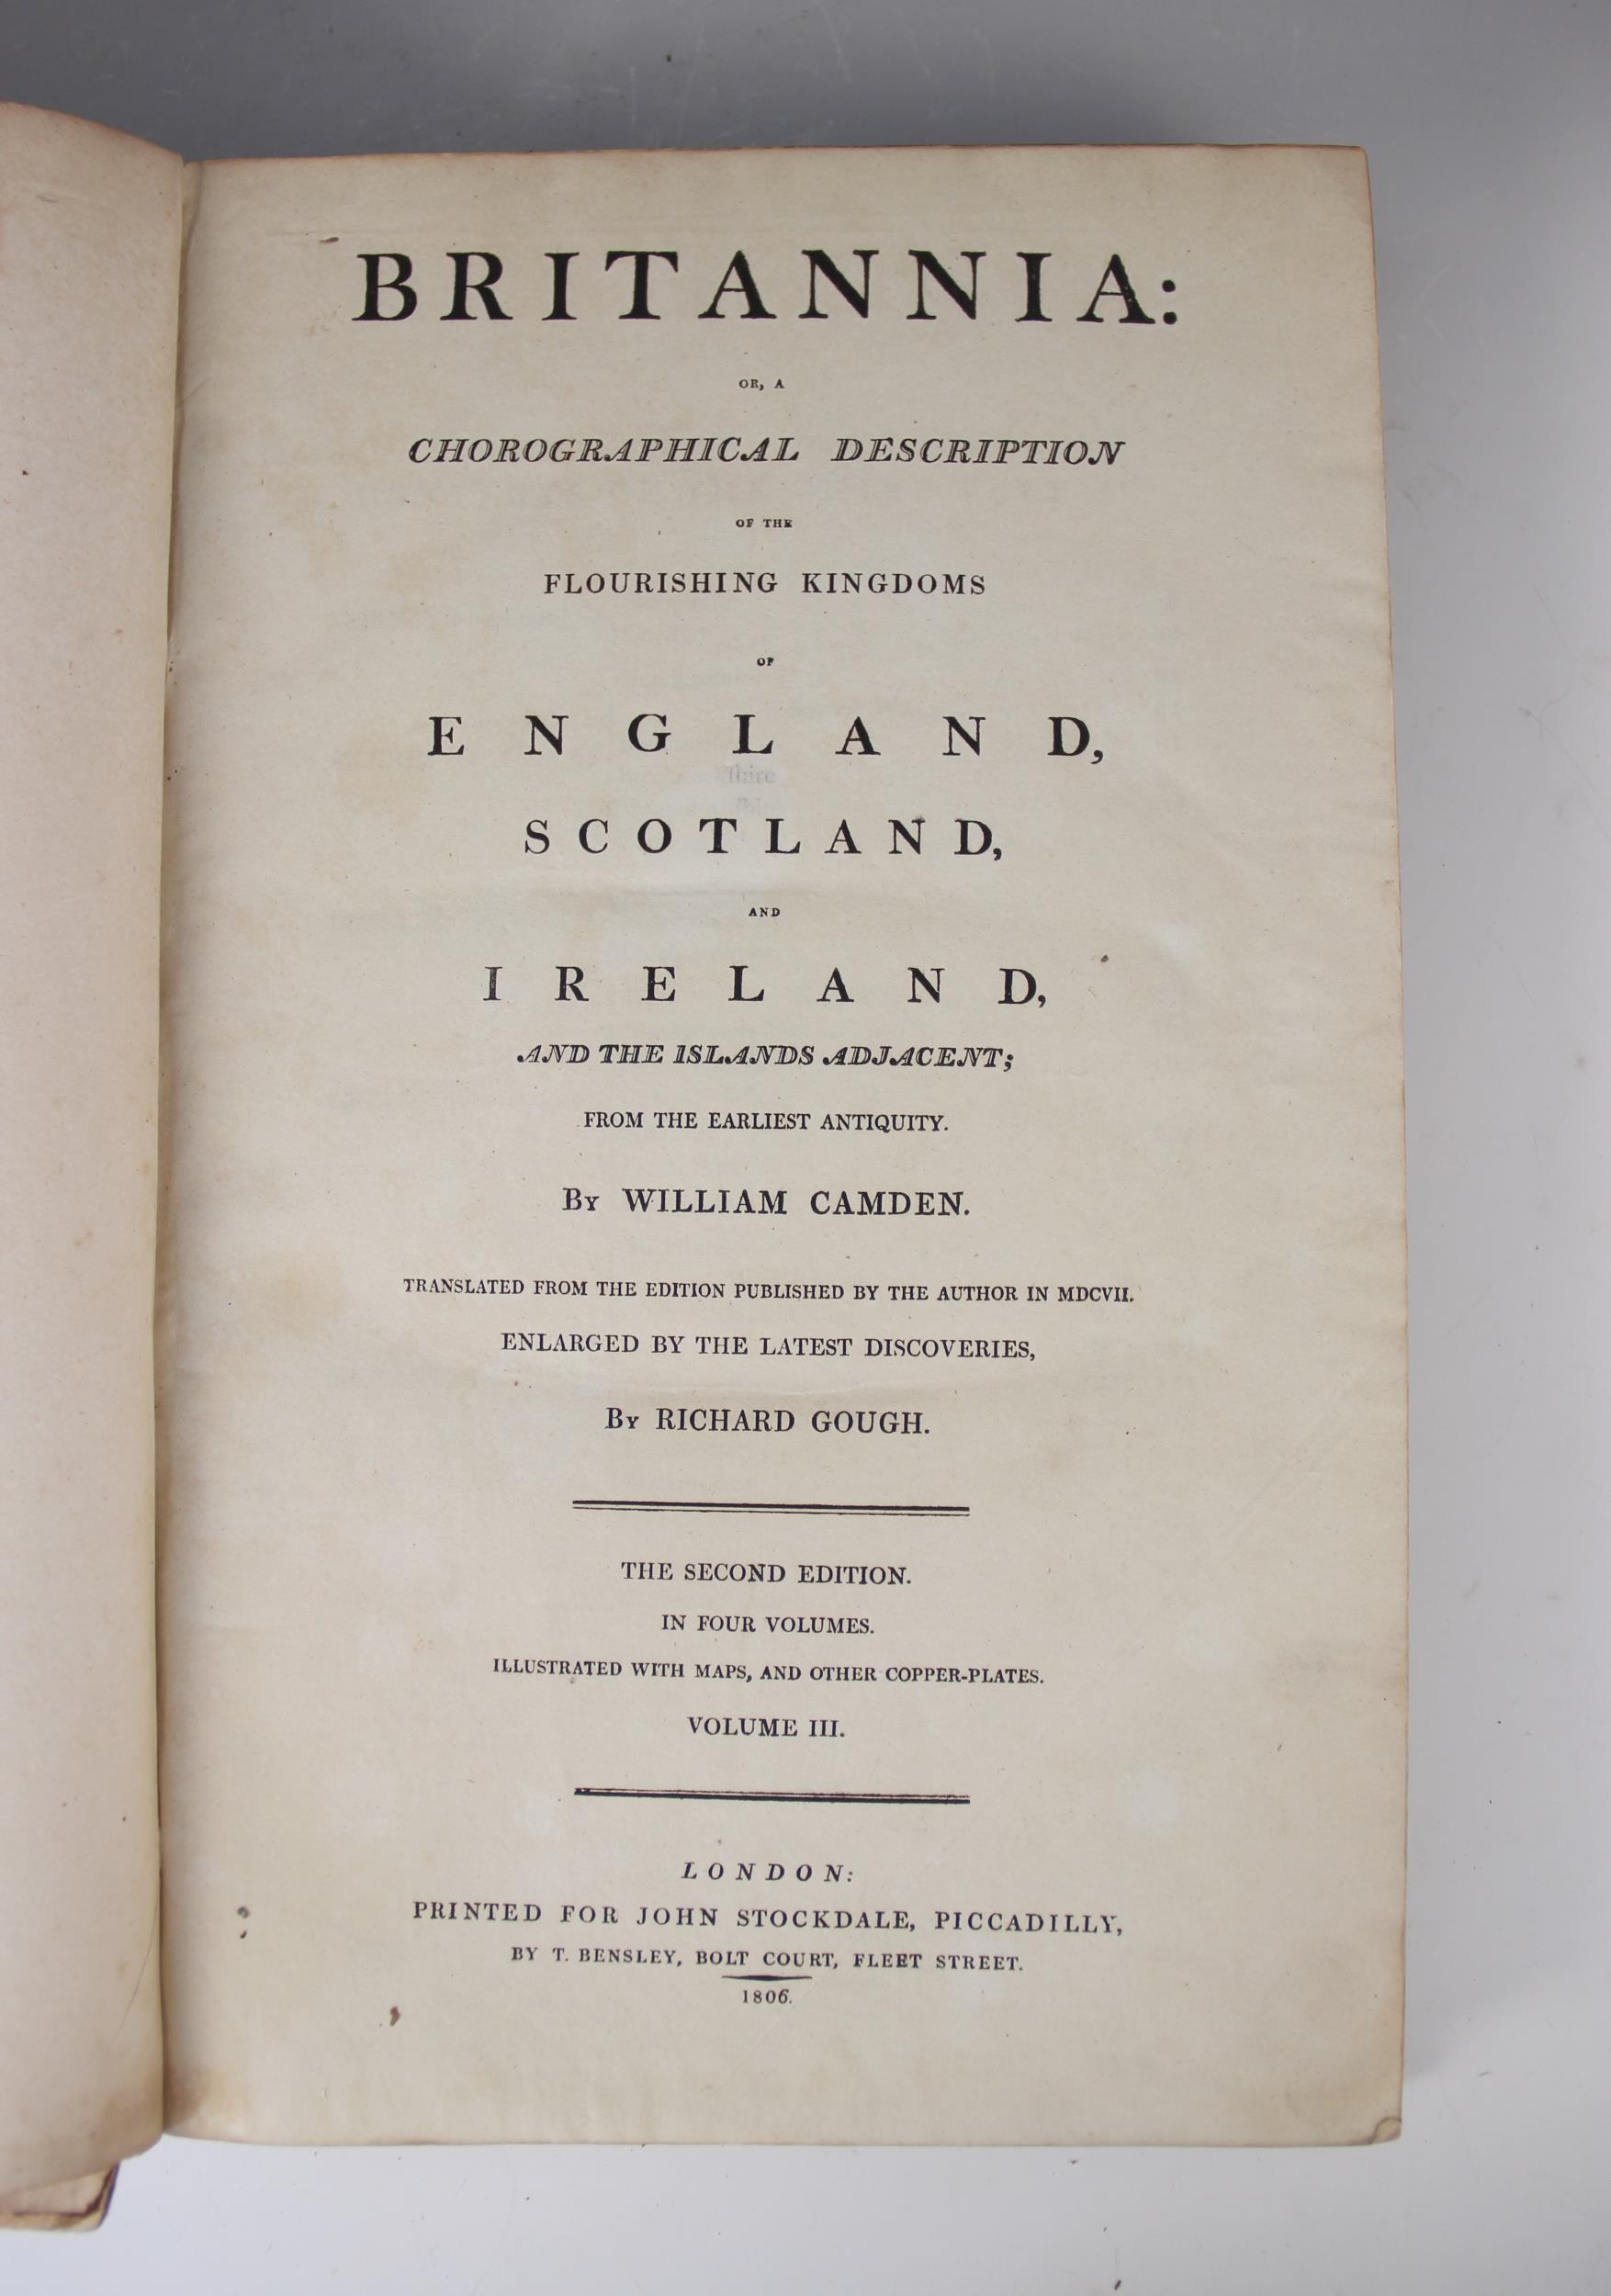 BRITANNIA:
OR, A
CHOROGRAPHICAL DESCRIPTION
OF THE
FLOURISHING KINGDOMS
OF
ENGLAND,
SCOTLAND,
AND
IRELAND,
AND THE ISLANDS ADJACENT;
FROM THE EARLIEST ANTIQUITY.
By WILLIAM CAMDEN.
TRANSLATED FROM THE EDITION PUBLISHED BY THE AUTHOR IN MDCVII.
ENLARGED BY THE LATEST DISCOVERIES,
By RICHARD GOUGH.
THE SECOND EDITION.
IN FOUR VOLUMES.
ILLUSTRATED WITH MAPS, AND OTHER COPPER-PLATES.
VOLUME III.
LONDON:
PRINTED FOR JOHN STOCKDALE, PICCADILLY,
BY T. BENSLEY, BOLT COURT, FLEET STREET.
1806.